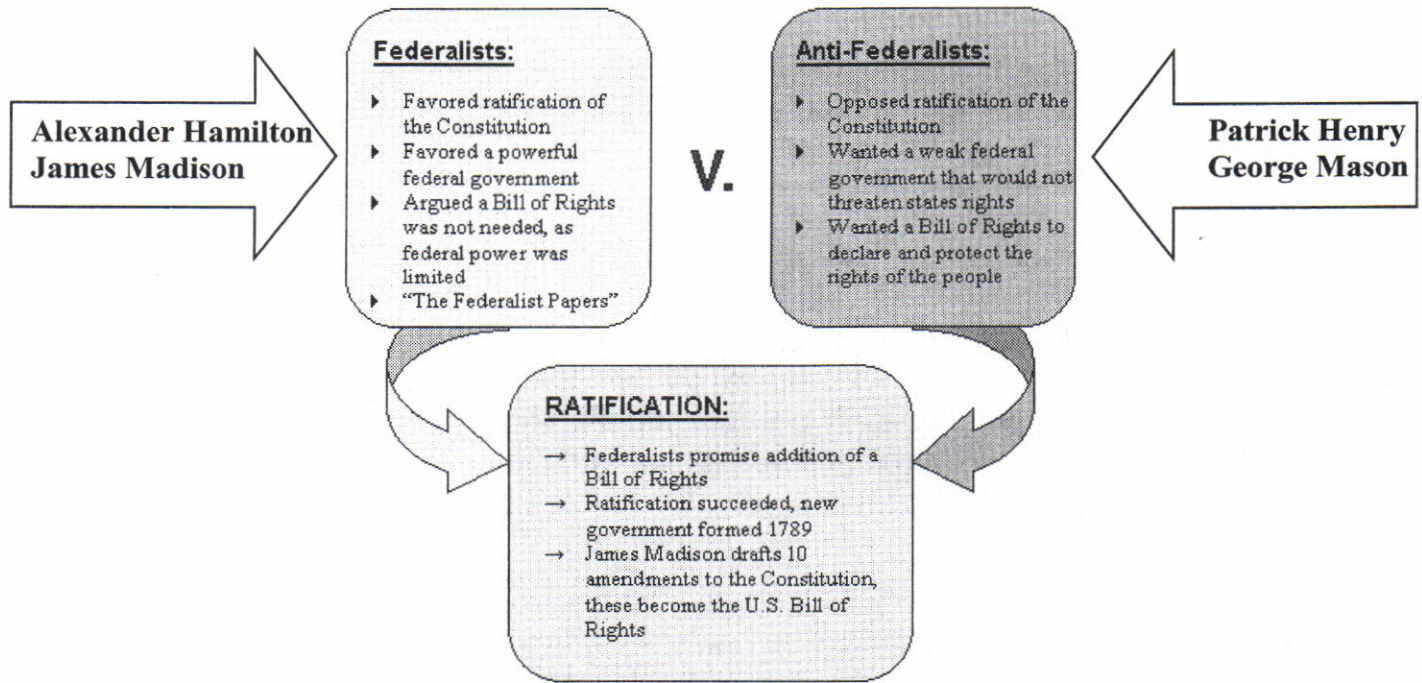 Alexander Hamilton
James Madison
Federalists:
▶ Favored ratification of
the Constitution
▶ Favored a powerful
federal government
▶ Argued a Bill of Rights
was not needed, as
federal power was
limited
▶ “The Federalist Papers”
V.
Anti-Federalists:
▶ Opposed ratification of the
Constitution
▶ Wanted a weak federal
government that would not
threaten states rights
▶ Wanted a Bill of Rights to
declare and protect the
rights of the people
Patrick Henry
George Mason
RATIFICATION:
→ Federalists promise addition of a
Bill of Rights
→ Ratification succeeded, new
government formed 1789
→ James Madison drafts 10
amendments to the Constitution,
these become the U.S. Bill of
Rights